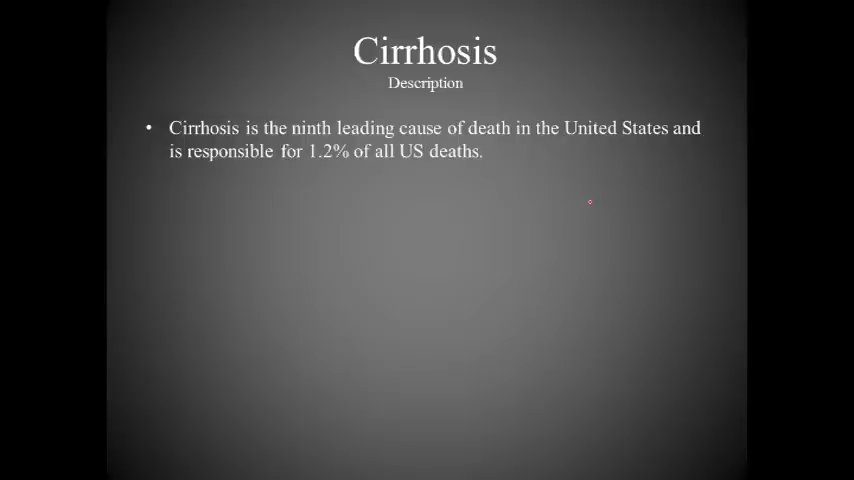 Cirrhosis
Description
• Cirrhosis is the ninth leading cause of death in the United States and
is responsible for 1.2% of all US deaths.